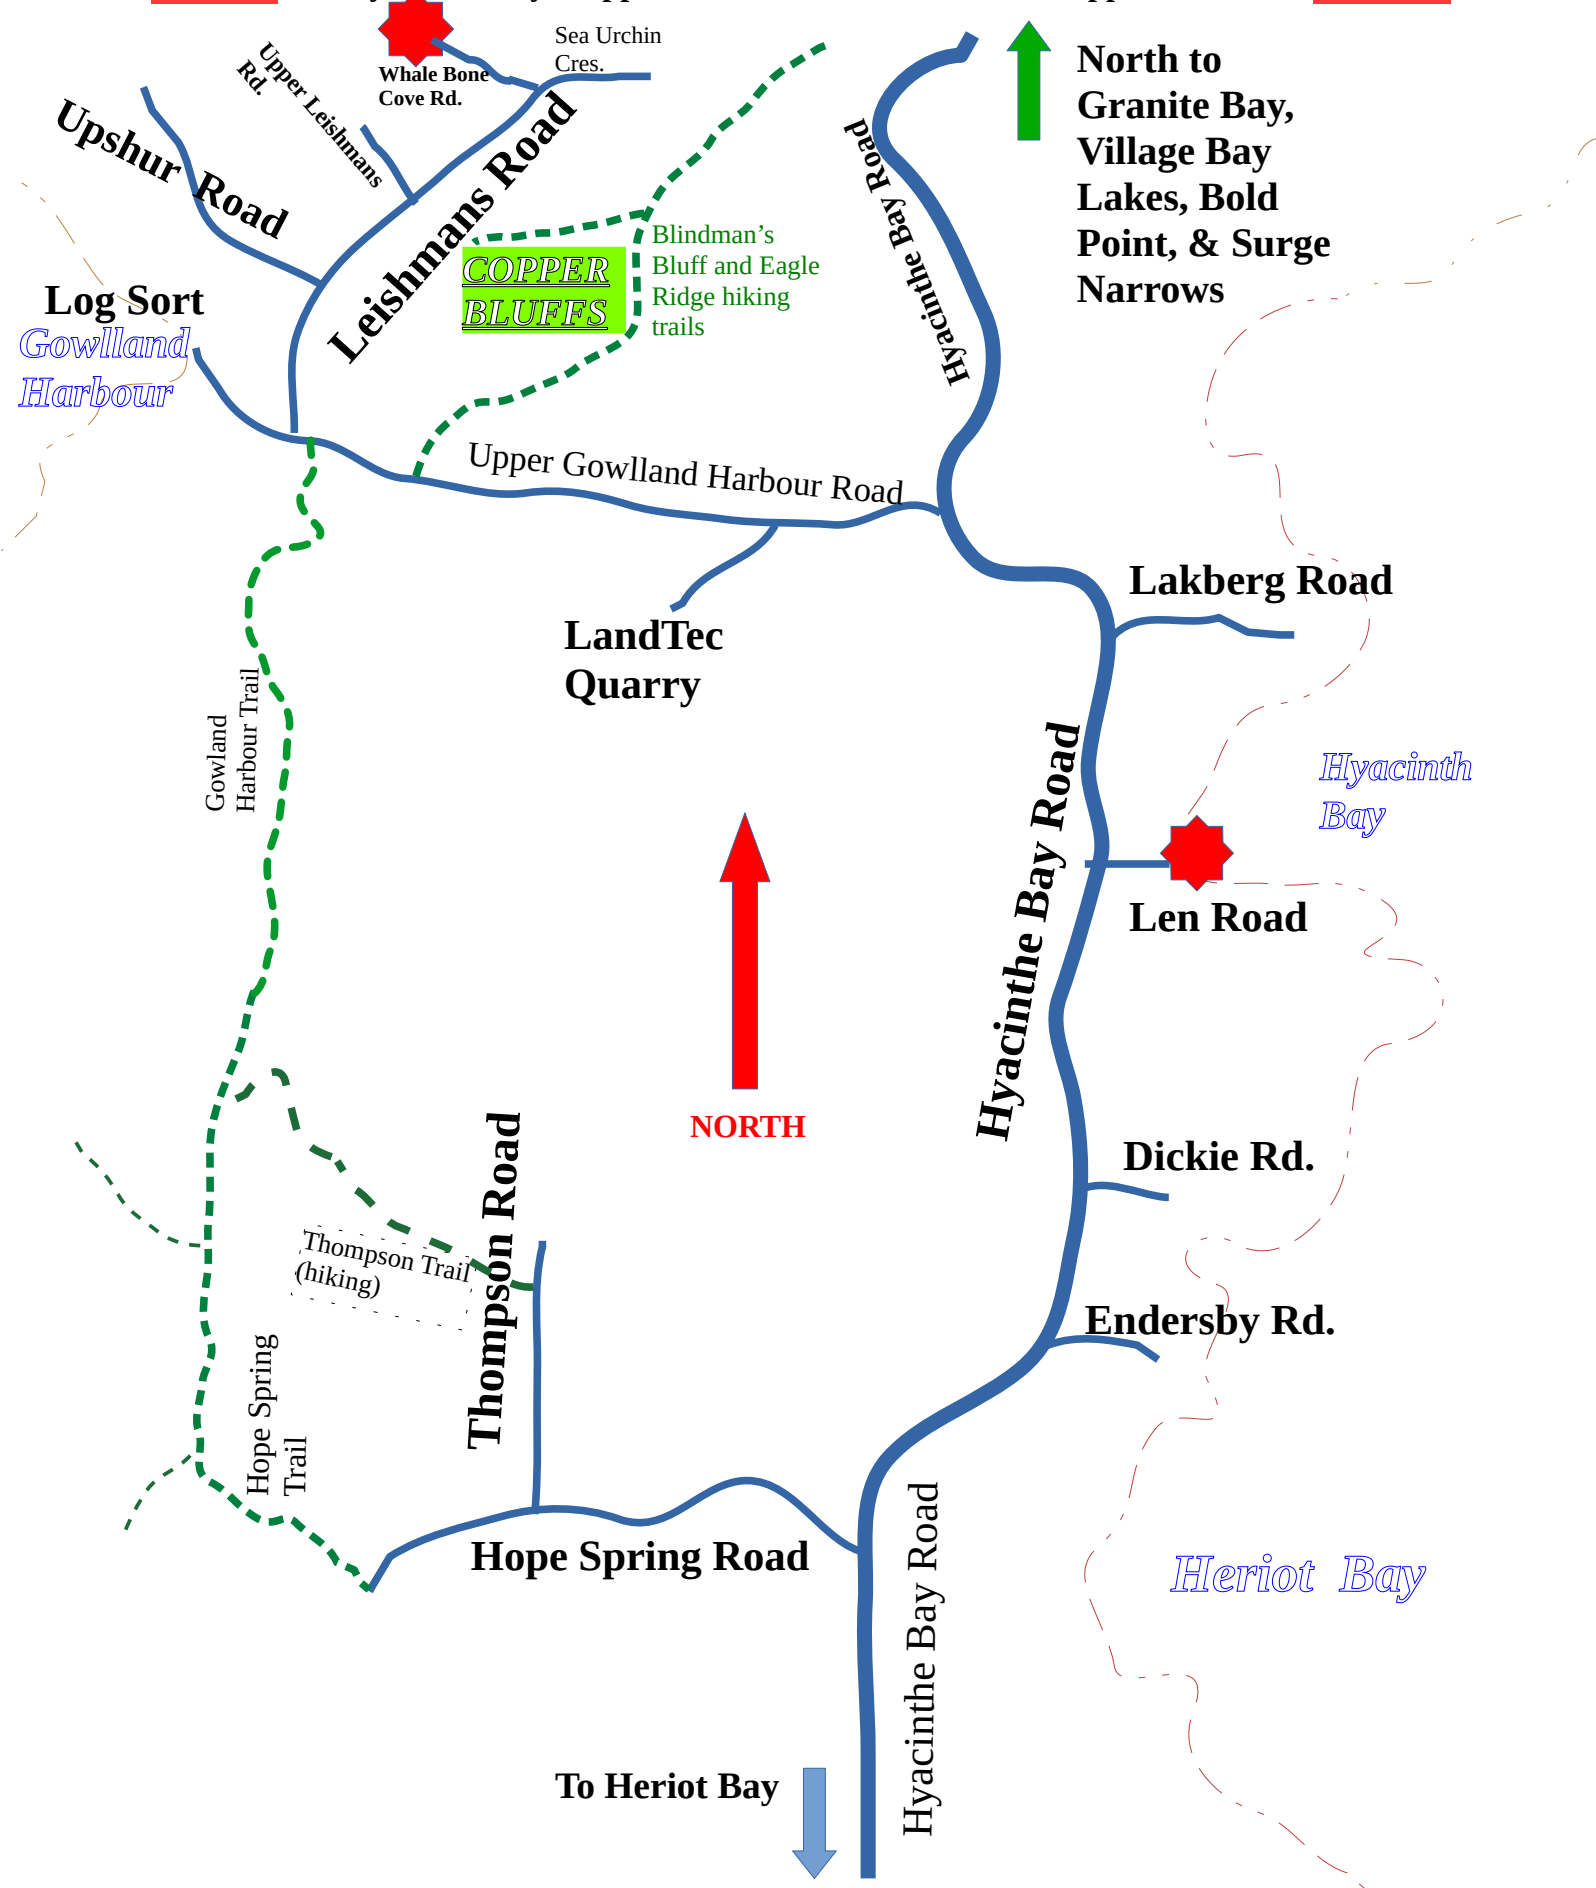 Sea Urchin
Cres.
Whale Bone
Cove Rd.
Upper Leishmans
Rd.
Upshur Road
Leishmans Road
North to
Granite Bay,
Village Bay
Lakes, Bold
Point, & Surge
Narrows
Hyacinthe Bay Road
Blindman’s
Bluff and Eagle
Ridge hiking
trails
COPPER
BLUFFS
Log Sort
Gowlland
Harbour
Upper Gowlland Harbour Road
Lakberg Road
LandTec
Quarry
Gowland
Harbour Trail
Hyacinthe Bay Road
Hyacinth
Bay
Len Road
NORTH
Thompson Road
Dickie Rd.
Thompson Trail
(hiking)
Endersby Rd.
Hope Spring
Trail
Hope Spring Road
Hyacinthe Bay Road
Heriot Bay
To Heriot Bay